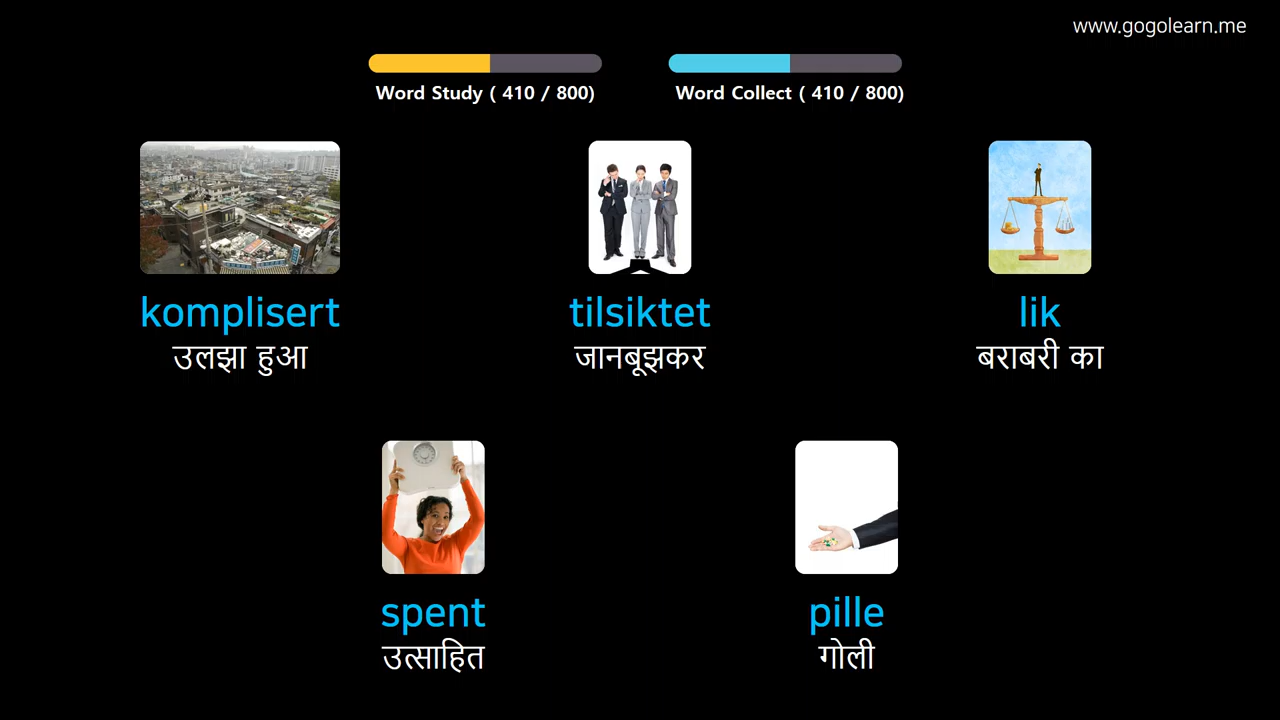 www.gogolearn.me
Word Study ( 410 / 800)
Word Collect ( 410 / 800)
komplisert
उलझा हुआ
tilsiktet
जानबूझकर
lik
बराबरी का
spent
उत्साहित
pille
गोली